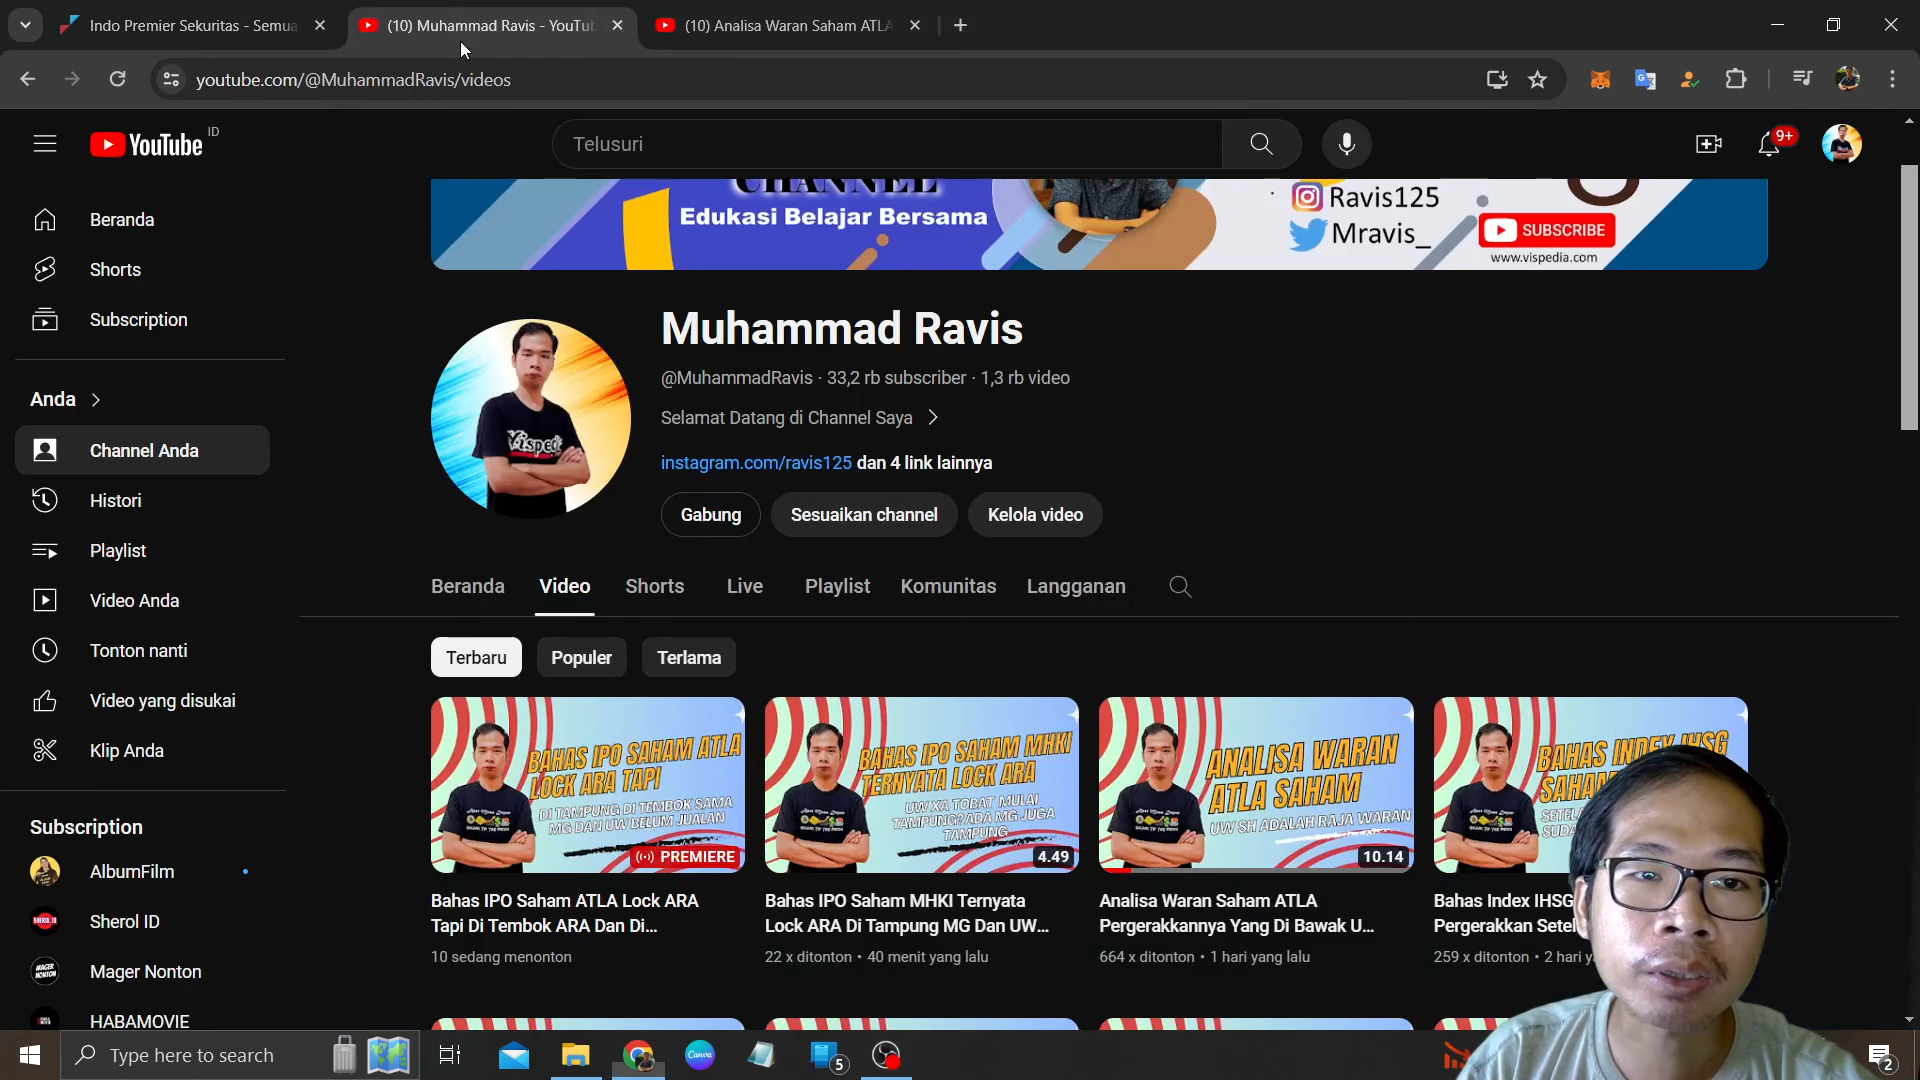 Indo Premier Sekuritas - Semua
(10) Muhammad Ravis - YouTu
(10) Analisa Waran Saham ATLA
youtube.com/@MuhammadRavis/videos
YouTube ID
Telusuri
9+
Beranda
Shorts
Subscription
Anda
Channel Anda
Histori
Playlist
Video Anda
Tonton nanti
Video yang disukai
Klip Anda
Subscription
AlbumFilm
Sherol ID
Mager Nonton
HABAMOVIE
CHANNEL
Edukasi Belajar Bersama
Ravis125
Mravis_
SUBSCRIBE
www.vispedia.com
Muhammad Ravis
@MuhammadRavis · 33,2 rb subscriber · 1,3 rb video
Selamat Datang di Channel Saya
instagram.com/ravis125 dan 4 link lainnya
Gabung
Sesuaikan channel
Kelola video
Beranda
Video
Shorts
Live
Playlist
Komunitas
Langganan
Terbaru
Populer
Terlama
BAHAS IPO SAHAM ATLA
LOCK ARA TAPI
DI TAMPUNG DI TEMBOK SAMA
MG DAN UW BELUM JUALAN
PREMIERE
Bahas IPO Saham ATLA Lock ARA
Tapi Di Tembok ARA Dan Di...
10 sedang menonton
BAHAS IPO SAHAM MHKI
TERNYATA LOCK ARA
UW XA TOBAT MULAI
TAMPUNG? ADA MG JUGA
TAMPUNG
4.49
Bahas IPO Saham MHKI Ternyata
Lock ARA Di Tampung MG Dan UW...
22 x ditonton • 40 menit yang lalu
ANALISA WARAN
ATLA SAHAM
UW SH ADALAH RAJA WARAN
10.14
Analisa Waran Saham ATLA
Pergerakkannya Yang Di Bawak U...
664 x ditonton • 1 hari yang lalu
BAHAS INDEX IHSG
Bahas Index IHSG
Pergerakkan Setel
259 x ditonton • 2 hari y
Type here to search
5
2